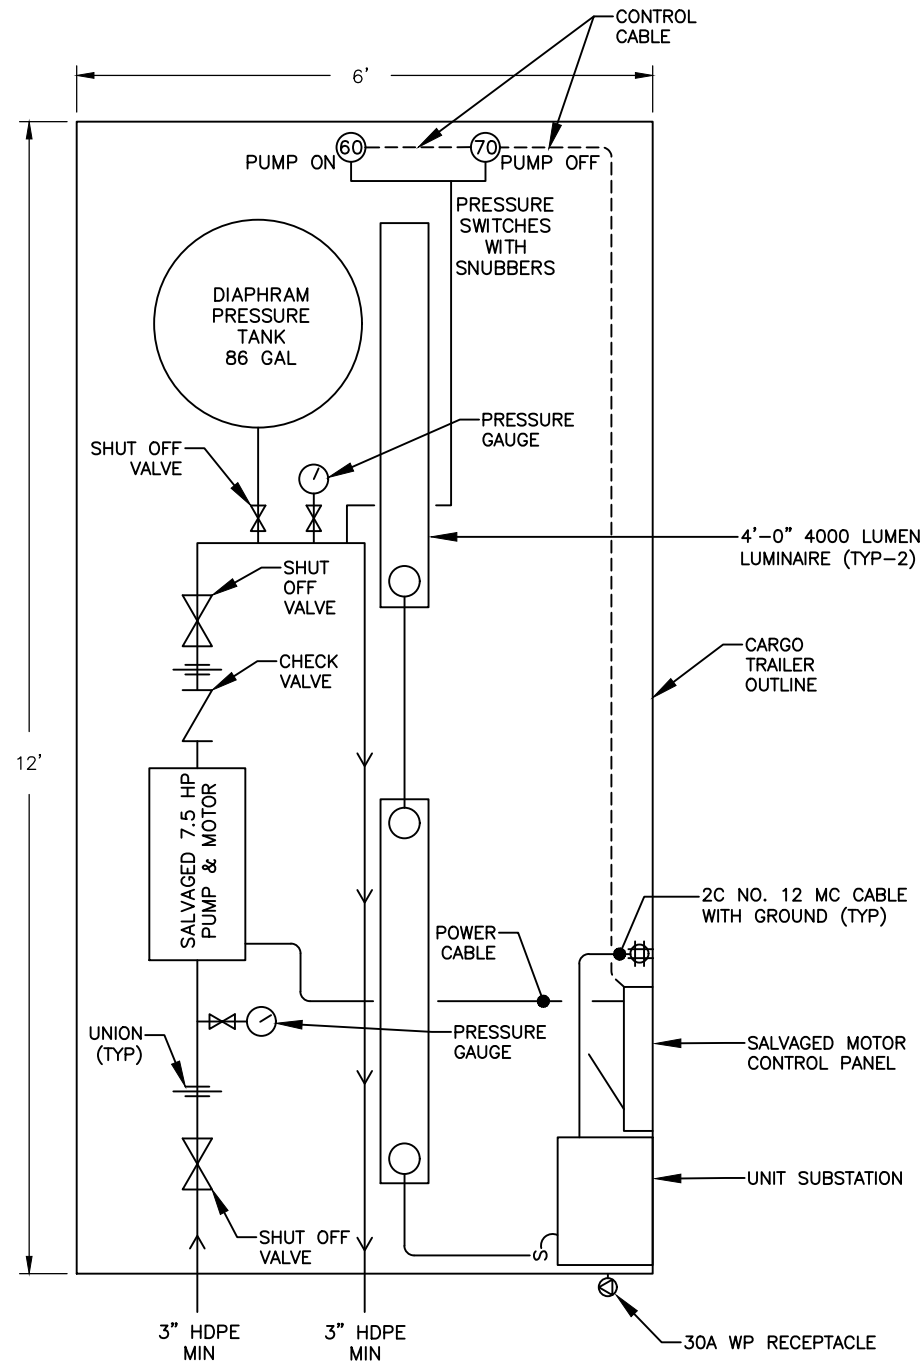 CONTROL
CABLE
6'
60
70
PUMP ON
PUMP OFF
PRESSURE
SWITCHES
WITH
SNUBBERS
DIAPHRAM
PRESSURE
TANK
86 GAL
PRESSURE
GAUGE
SHUT OFF
VALVE
4'-0" 4000 LUMEN
LUMINAIRE (TYP-2)
SHUT
OFF
VALVE
CHECK
VALVE
CARGO
TRAILER
OUTLINE
12'
SALVAGED 7.5 HP
PUMP & MOTOR
2C NO. 12 MC CABLE
WITH GROUND (TYP)
POWER
CABLE
UNION
(TYP)
PRESSURE
GAUGE
SALVAGED MOTOR
CONTROL PANEL
UNIT SUBSTATION
SHUT OFF
VALVE
S
3" HDPE
MIN
3" HDPE
MIN
30A WP RECEPTACLE